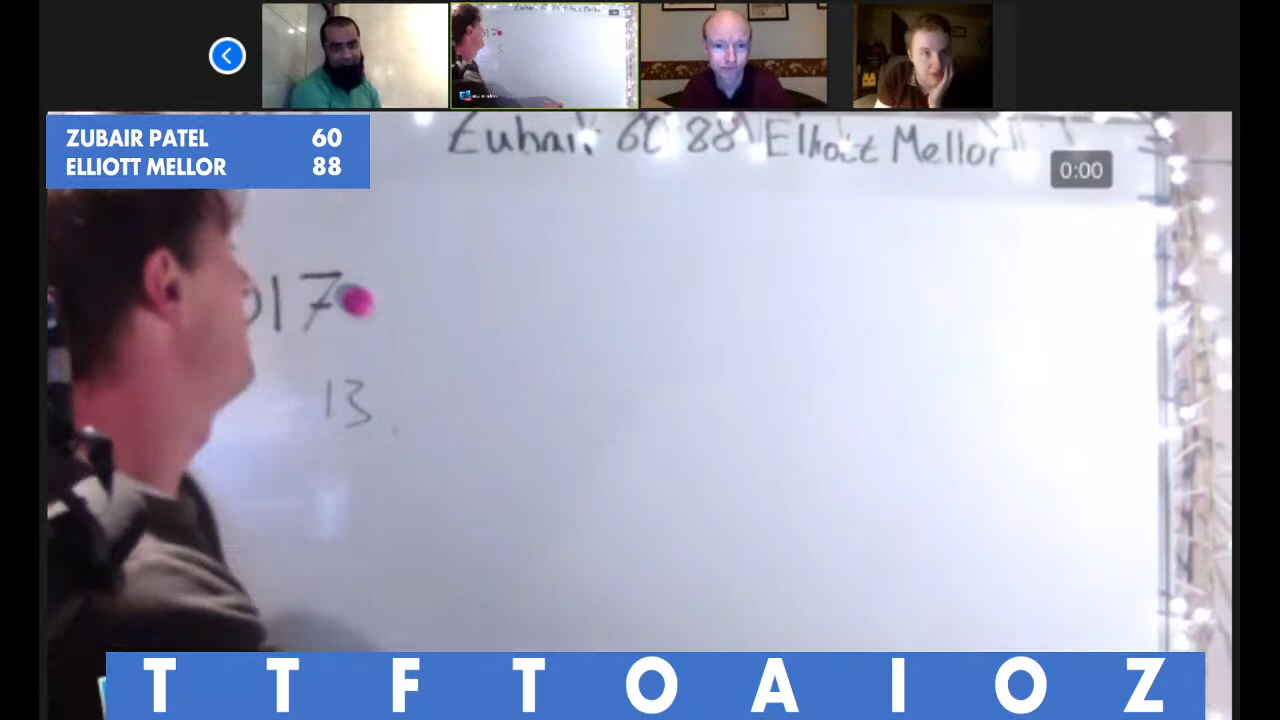 ZUBAIR PATEL 60
ELLIOTT MELLOR 88
Zubair: 60 88 Elliott Mellor
0:00
17
13.
T T F T O A I O Z